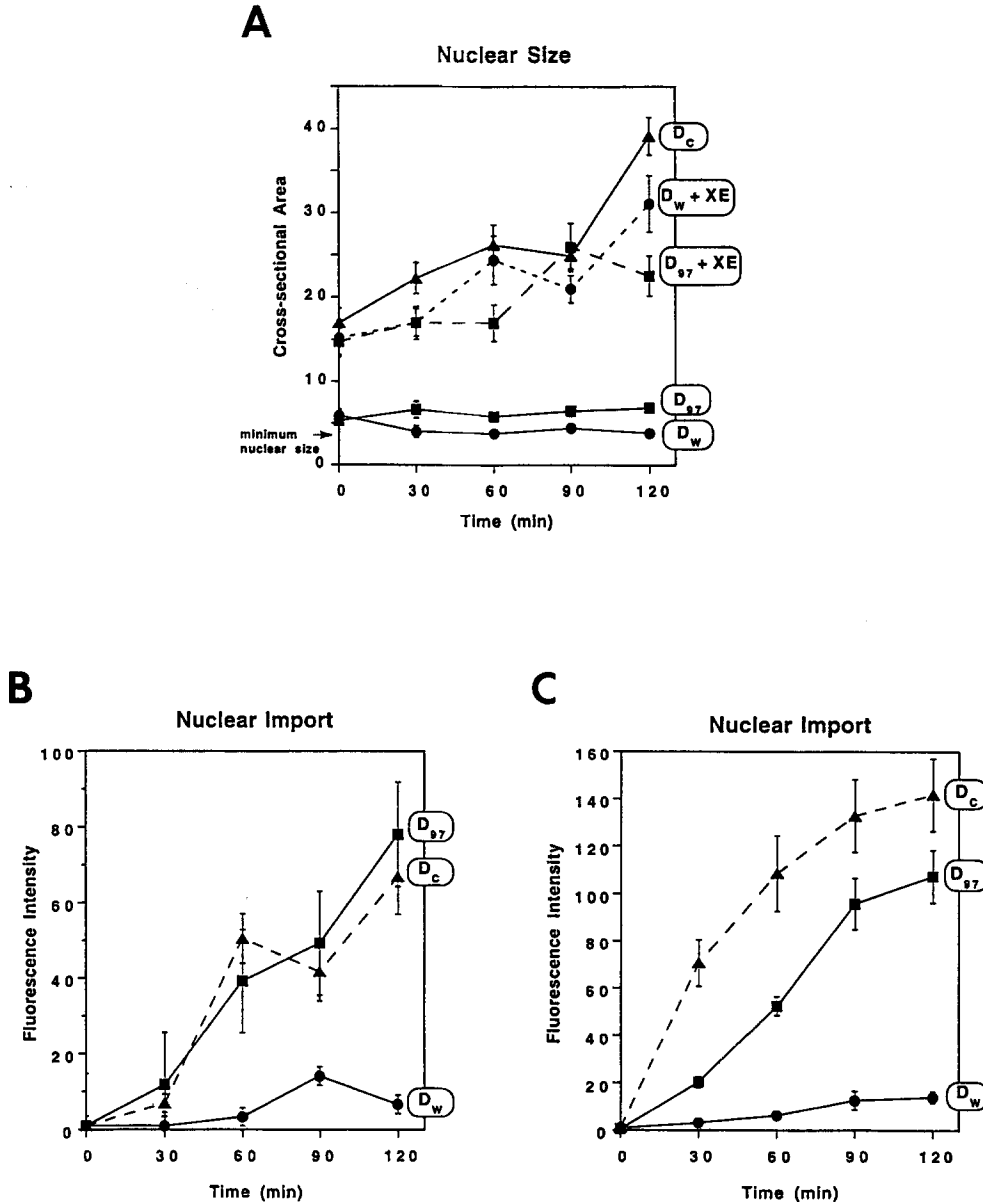 A
Nuclear Size
Cross-sectional Area
40
30
20
10
0
minimum
nuclear size
0 30 60 90 120
Time (min)
Dc
Dw + XE
D97 + XE
D97
Dw
B
Nuclear Import
Fluorescence Intensity
100
80
60
40
20
0
0 30 60 90 120
Time (min)
D97
Dc
Dw
C
Nuclear Import
Fluorescence Intensity
160
140
120
100
80
60
40
20
0
0 30 60 90 120
Time (min)
Dc
D97
Dw